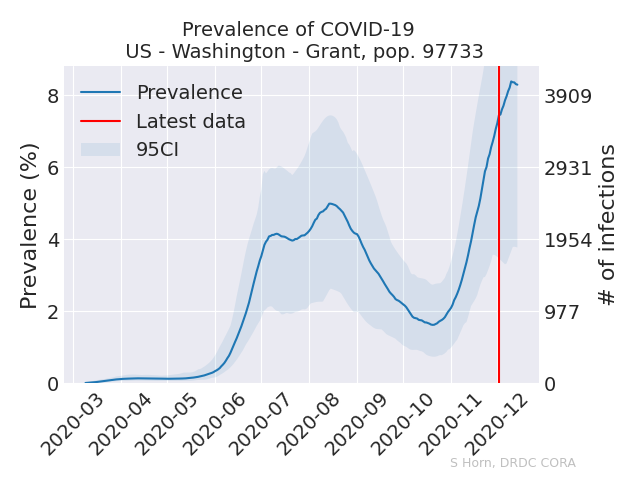 Prevalence of COVID-19
US - Washington - Grant, pop. 97733
Prevalence
Latest data
95CI
Prevalence (%)
8
6
4
2
0
3909
2931
1954
977
0
# of infections
2020-03
2020-04
2020-05
2020-06
2020-07
2020-08
2020-09
2020-10
2020-11
2020-12
S Horn, DRDC CORA